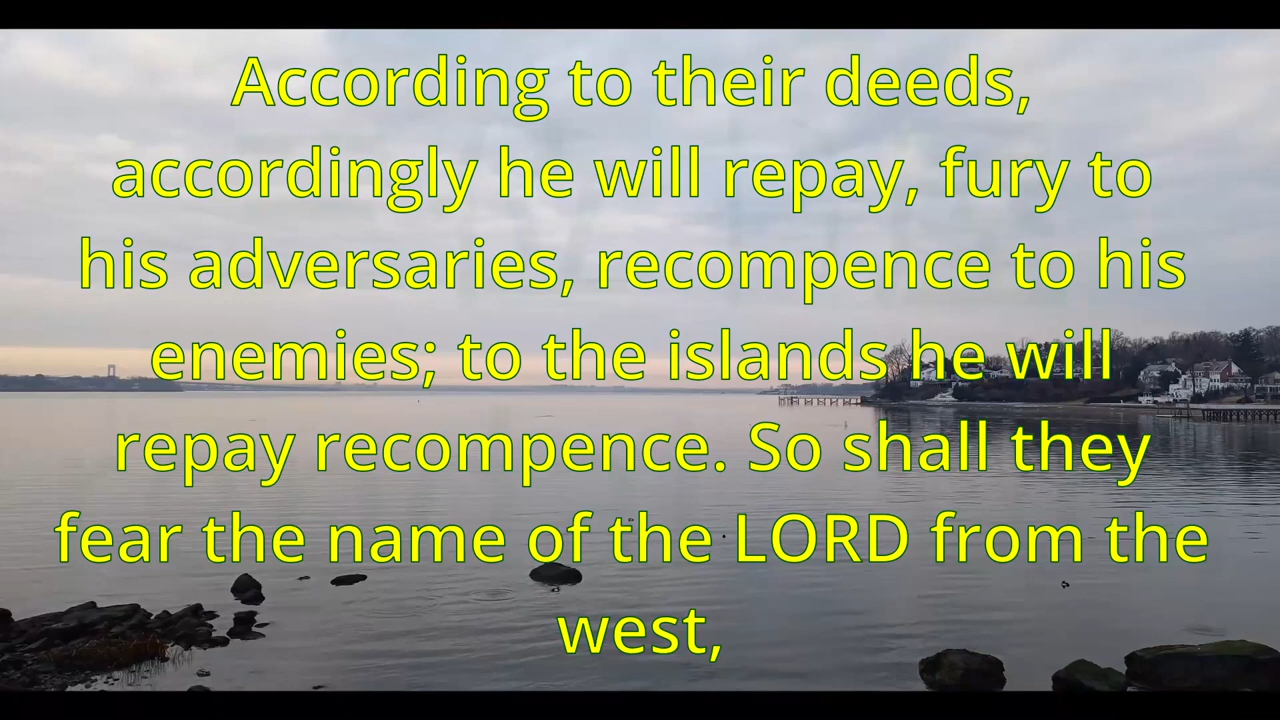 According to their deeds,
accordingly he will repay, fury to
his adversaries, recompence to his
enemies; to the islands he will
repay recompence. So shall they
fear the name of the LORD from the
west,